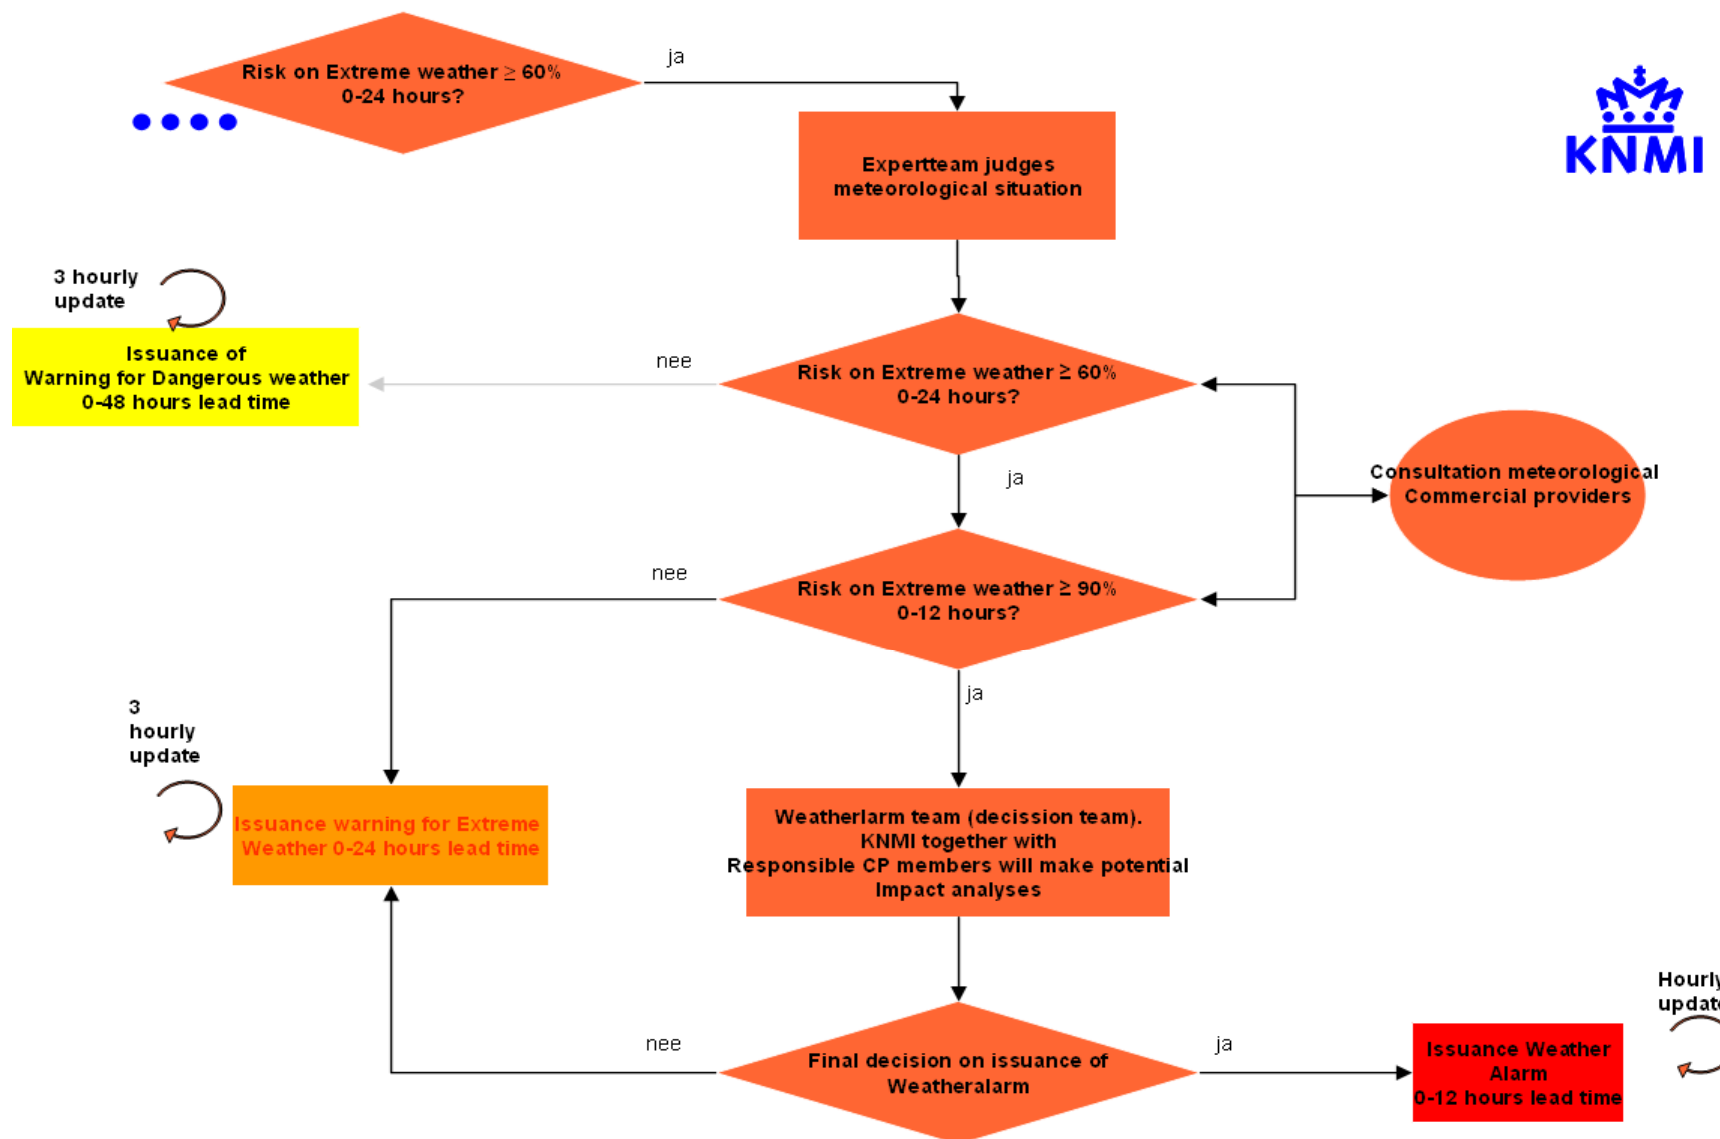 Risk on Extreme weather ≥ 60%
0-24 hours?
ja
KNMI
Expertteam judges
meteorological situation
3 hourly
update
Issuance of
Warning for Dangerous weather
0-48 hours lead time
nee
Risk on Extreme weather ≥ 60%
0-24 hours?
ja
Consultation meteorological
Commercial providers
nee
Risk on Extreme weather ≥ 90%
0-12 hours?
ja
3
hourly
update
Issuance warning for Extreme
Weather 0-24 hours lead time
Weatherlarm team (decission team).
KNMI together with
Responsible CP members will make potential
Impact analyses
nee
Final decision on issuance of
Weatheralarm
ja
Issuance Weather
Alarm
0-12 hours lead time
Hourly
update